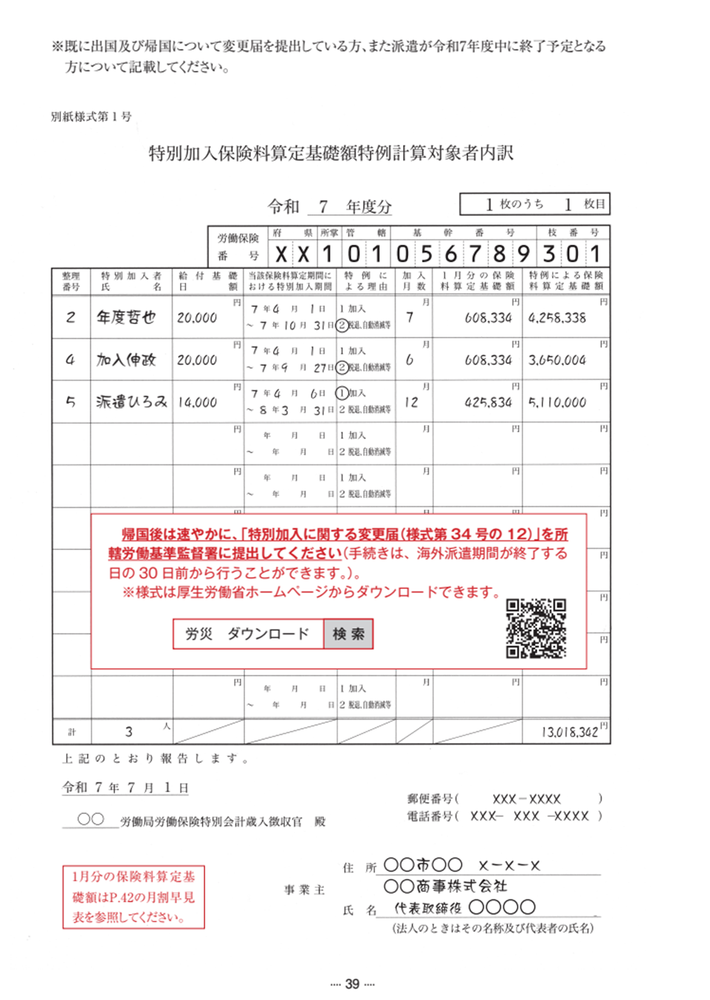 ※既に出国及び帰国について変更届を提出している方、また派遣が令和7年度中に終了予定となる
方について記載してください。
別紙様式第1号
特別加入保険料算定基礎額特例計算対象者内訳
令和 7 年度分
1 枚のうち 1 枚目
労働保険番号 府県 所掌 管轄 基幹番号 枝番号
X X 1 0 1 0 5 6 7 8 9 3 0 1
整理番号 特別加入者氏名 給付基礎日額 当該保険料算定期間における特別加入期間 特例による理由 加入月数 1月分の保険料算定基礎額 特例による保険料算定基礎額
円 7年4月1日 1 加入 月 円 円
2 年度哲也 20,000 7 608,334 4,258,338
～7年10月31日 2 脱退、自動消滅等
円 7年4月1日 1 加入 月 円 円
4 加入伸政 20,000 6 608,334 3,650,004
～7年9月27日 2 脱退、自動消滅等
円 7年4月6日 1 加入 月 円 円
5 派遣ひろみ 14,000 12 425,834 5,110,000
～8年3月31日 2 脱退、自動消滅等
円 年 月 日 1 加入 月 円 円
～ 年 月 日 2 脱退、自動消滅等
円 年 月 日 1 加入 月 円 円
～ 年 月 日 2 脱退、自動消滅等
円
帰国後は速やかに、「特別加入に関する変更届(様式第34号の12)」を所
轄労働基準監督署に提出してください(手続きは、海外派遣期間が終了する
日の30日前から行うことができます。)。
※様式は厚生労働省ホームページからダウンロードできます。
円
円
労災 ダウンロード 検索
円
円 年 月 日 1 加入 月 円 円
～ 年 月 日 2 脱退、自動消滅等
計 3 人 13,018,342 円
上記のとおり報告します。
令和 7 年 7 月 1 日
郵便番号( XXX－XXXX )
電話番号( XXX－ XXX －XXXX )
○○ 労働局労働保険特別会計歳入徴収官 殿
住所 ○○市○○ X－X－X
1月分の保険料算定基
礎額はP.42の月割早見
表を参照してください。
事業主
○○商事株式会社
氏名 代表取締役 ○○○○
(法人のときはその名称及び代表者の氏名)
···· 39 ····